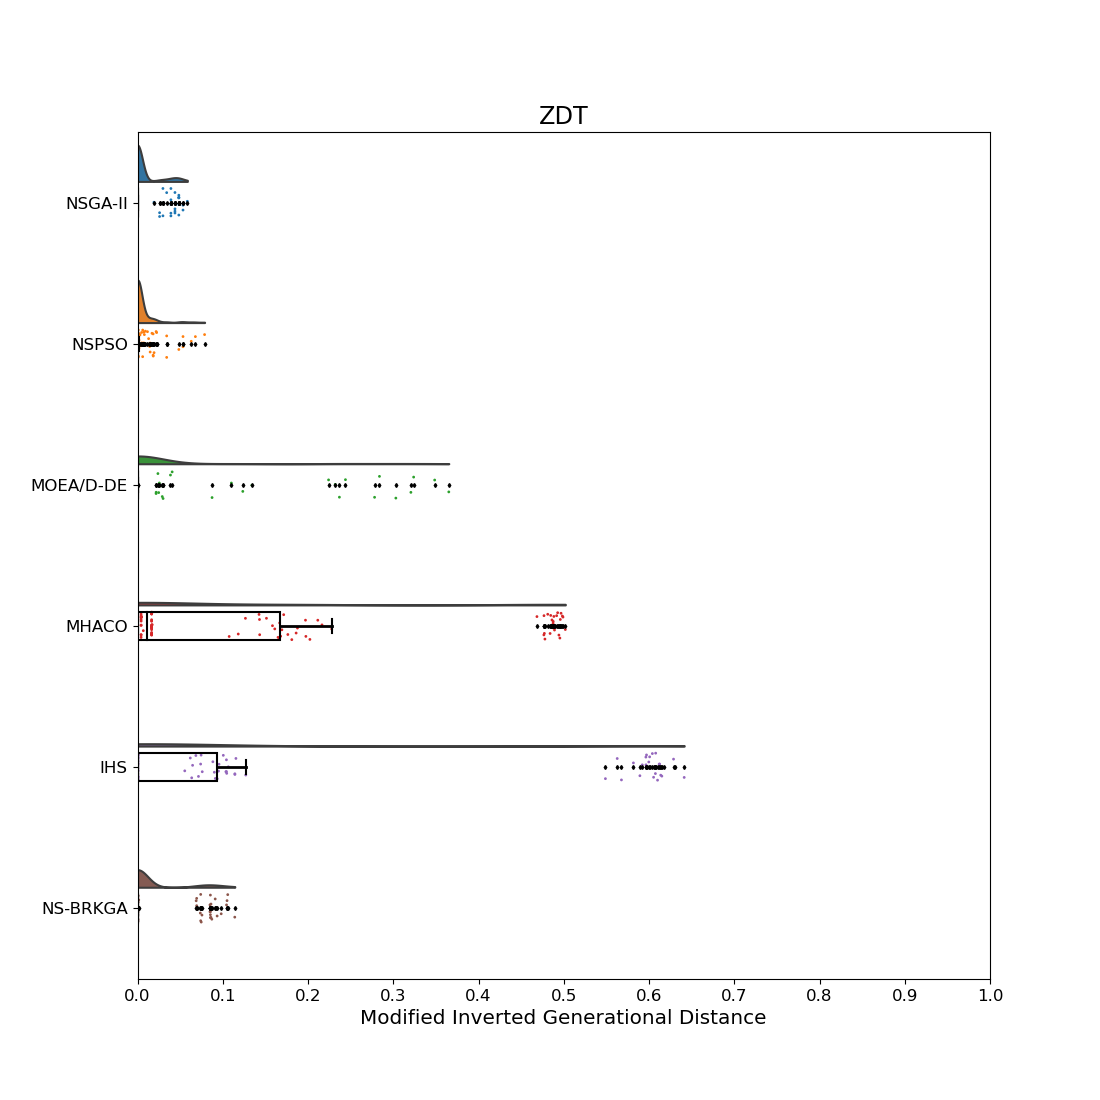 ZDT
NSGA-II
NSPSO
MOEA/D-DE
MHACO
IHS
NS-BRKGA
0.0 0.1 0.2 0.3 0.4 0.5 0.6 0.7 0.8 0.9 1.0
Modified Inverted Generational Distance